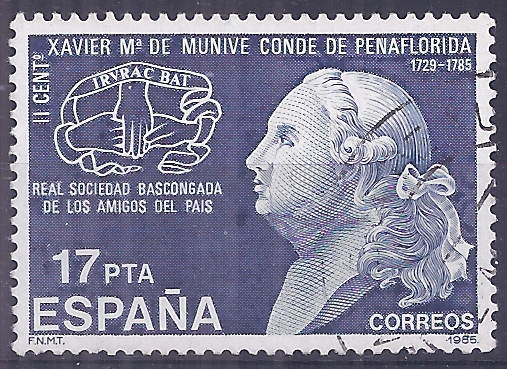 II CENTº
XAVIER Mª DE MUNIVE CONDE DE PEÑAFLORIDA
1729-1785
IRVRAC BAT
REAL SOCIEDAD BASCONGADA
DE LOS AMIGOS DEL PAIS
17 PTA
ESPAÑA
CORREOS
F.N.M.T.
1985